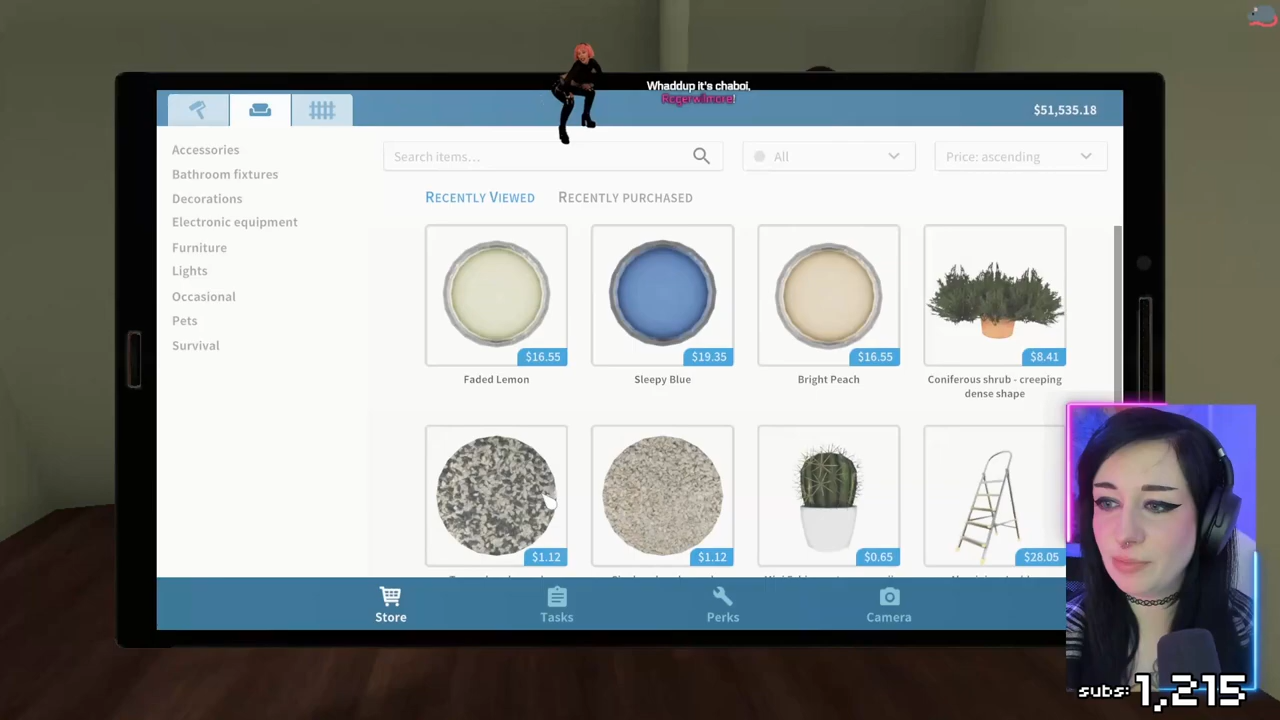 Whaddup it's chaboi,
$51,535.18
Accessories
Bathroom fixtures
Decorations
Electronic equipment
Furniture
Lights
Occasional
Pets
Survival
Search items...
All
Price: ascending
RECENTLY VIEWED
RECENTLY PURCHASED
$16.55
Faded Lemon
$19.35
Sleepy Blue
$16.55
Bright Peach
$8.41
Coniferous shrub - creeping
dense shape
$1.12
$1.12
$0.65
$28.05
Store
Tasks
Perks
Camera
subs: 1,215